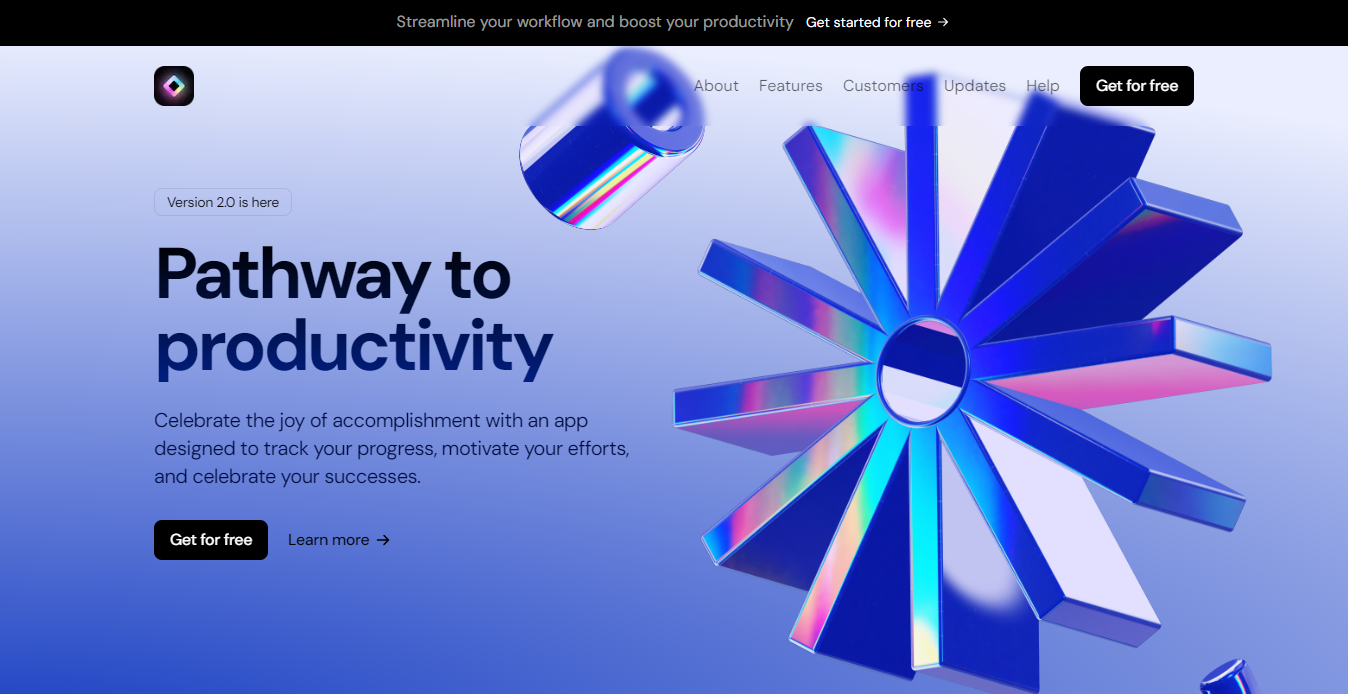 Streamline your workflow and boost your productivity Get started for free →
About Features Customers Updates Help Get for free
Version 2.0 is here
Pathway to
productivity
Celebrate the joy of accomplishment with an app
designed to track your progress, motivate your efforts,
and celebrate your successes.
Get for free Learn more →